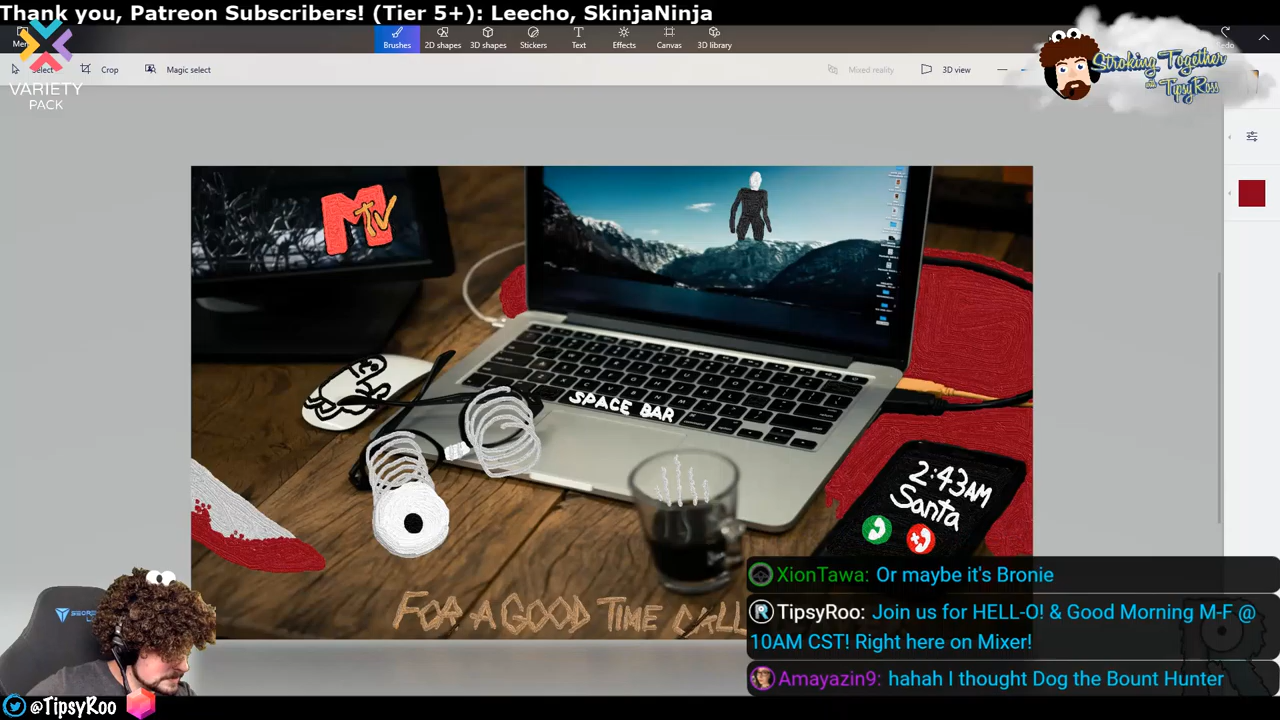 Thank you, Patreon Subscribers! (Tier 5+): Leecho, SkinjaNinja
Brushes
2D shapes
3D shapes
Stickers
Text
Effects
Canvas
3D library
Select
Crop
Magic select
Mixed reality
3D view
VARIETY
PACK
Stroking Together
with TipsyRoss
MTV
SPACE BAR
2:43AM
Santa
FOR A GOOD TIME CALL
XionTawa: Or maybe it's Bronie
TipsyRoo: Join us for HELL-O! & Good Morning M-F @
10AM CST! Right here on Mixer!
Amayazin9: hahah I thought Dog the Bount Hunter
@TipsyRoo